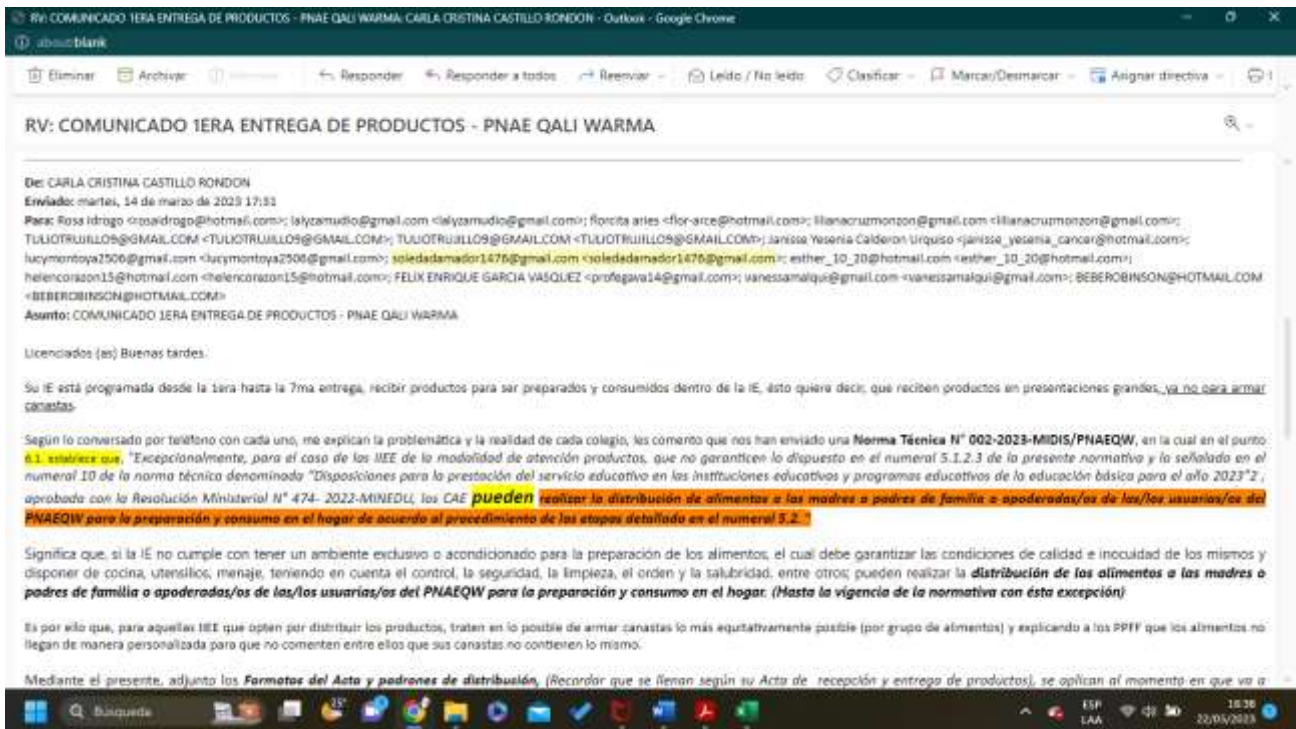 RV: COMUNICADO 1ERA ENTREGA DE PRODUCTOS - PNAE QALI WARMA: CARLA CRISTINA CASTILLO RONDON - Outlook - Google Chrome
about:blank
Eliminar Archivar Responder Responder a todos Reenviar Leído / No leído Clasificar Marcar/Desmarcar Asignar directiva
RV: COMUNICADO 1ERA ENTREGA DE PRODUCTOS - PNAE QALI WARMA
De: CARLA CRISTINA CASTILLO RONDON
Enviado: martes, 14 de marzo de 2023 17:31
Para: Rosa Idrogo <rosaidrogo@hotmail.com>; lalyzamudio@gmail.com <lalyzamudio@gmail.com>; florcita aries <flor-arce@hotmail.com>; lilianacruzmonzon@gmail.com <lilianacruzmonzon@gmail.com>;
TULIOTRUJILLO9@GMAIL.COM <TULIOTRUJILLO9@GMAIL.COM>; TULIOTRUJILLO9@GMAIL.COM <TULIOTRUJILLO9@GMAIL.COM>; Janisse Yesenia Calderon Urquiso <janisse_yesenia_cancer@hotmail.com>;
lucymontoya2506@gmail.com <lucymontoya2506@gmail.com>; soledadamador1476@gmail.com <soledadamador1476@gmail.com>; esther_10_20@hotmail.com <esther_10_20@hotmail.com>;
helencorazon15@hotmail.com <helencorazon15@hotmail.com>; FELIX ENRIQUE GARCIA VASQUEZ <profegava14@gmail.com>; vanessamalqui@gmail.com <vanessamalqui@gmail.com>; BEBEROBINSON@HOTMAIL.COM
<BEBEROBINSON@HOTMAIL.COM>
Asunto: COMUNICADO 1ERA ENTREGA DE PRODUCTOS - PNAE QALI WARMA
Licenciados (as) Buenas tardes.
Su IE está programada desde la 1era hasta la 7ma entrega, recibir productos para ser preparados y consumidos dentro de la IE, ésto quiere decir, que reciben productos en presentaciones grandes, ya no para armar
canastas.
Según lo conversado por teléfono con cada uno, me explican la problemática y la realidad de cada colegio, les comento que nos han enviado una Norma Técnica N° 002-2023-MIDIS/PNAEQW, en la cual en el punto
6.1. establece que, "Excepcionalmente, para el caso de las IIEE de la modalidad de atención productos, que no garanticen lo dispuesto en el numeral 5.1.2.3 de la presente normativa y lo señalado en el
numeral 10 de la norma técnica denominada "Disposiciones para la prestación del servicio educativo en las instituciones educativas y programas educativos de la educación básica para el año 2023"2 ,
aprobada con la Resolución Ministerial N° 474- 2022-MINEDU, los CAE pueden realizar la distribución de alimentos a las madres o padres de familia o apoderadas/os de las/los usuarias/os del
PNAEQW para la preparación y consumo en el hogar de acuerdo al procedimiento de las etapas detallado en el numeral 5.2. "
Significa que, si la IE no cumple con tener un ambiente exclusivo o acondicionado para la preparación de los alimentos, el cual debe garantizar las condiciones de calidad e inocuidad de los mismos y
disponer de cocina, utensilios, menaje, teniendo en cuenta el control, la seguridad, la limpieza, el orden y la salubridad, entre otros; pueden realizar la distribución de los alimentos a las madres o
padres de familia o apoderadas/os de las/los usuarias/os del PNAEQW para la preparación y consumo en el hogar. (Hasta la vigencia de la normativa con ésta excepción)
Es por ello que, para aquellas IIEE que opten por distribuir los productos, traten en lo posible de armar canastas lo más equitativamente posible (por grupo de alimentos) y explicando a los PPFF que los alimentos no
llegan de manera personalizada para que no comenten entre ellos que sus canastas no contienen lo mismo.
Mediante el presente, adjunto los Formatos del Acta y padrones de distribución, (Recordar que se llenan según su Acta de recepción y entrega de productos), se aplican al momento en que va a
Búsqueda
25°
ESP
LAA
18:36
22/05/2023